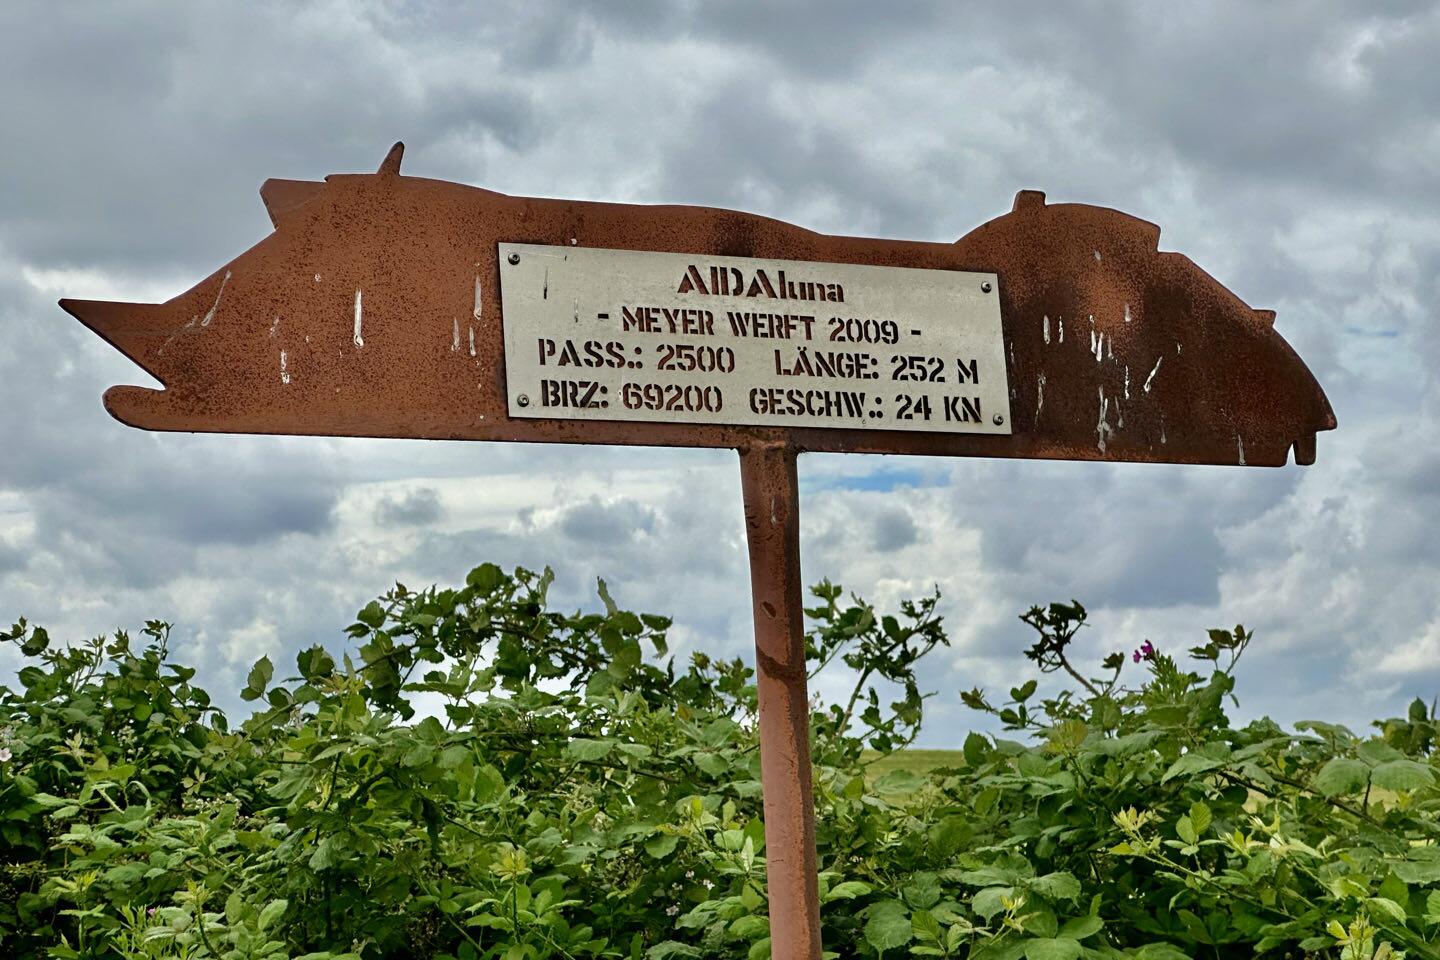 AIDAluna
- MEYER WERFT 2009 -
PASS.: 2500 LÄNGE: 252 M
BRZ: 69200 GESCHW.: 24 KN